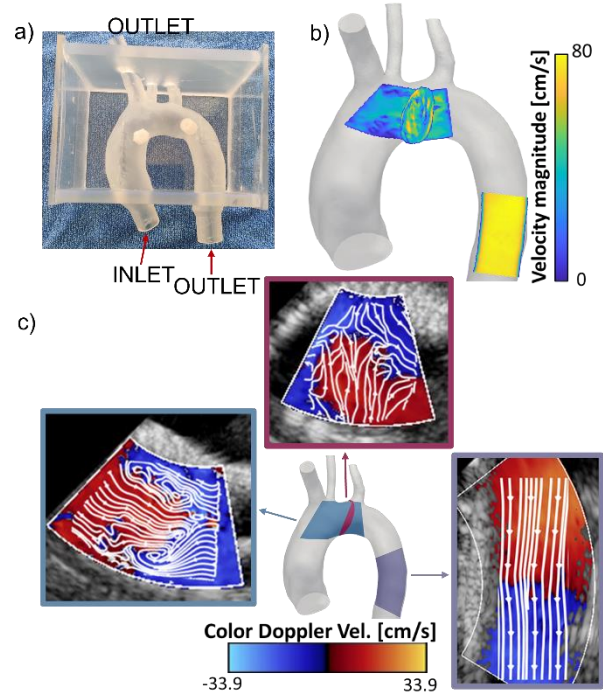 OUTLET
a)
b)
80
Velocity magnitude [cm/s]
0
INLET
OUTLET
c)
Color Doppler Vel. [cm/s]
-33.9
33.9